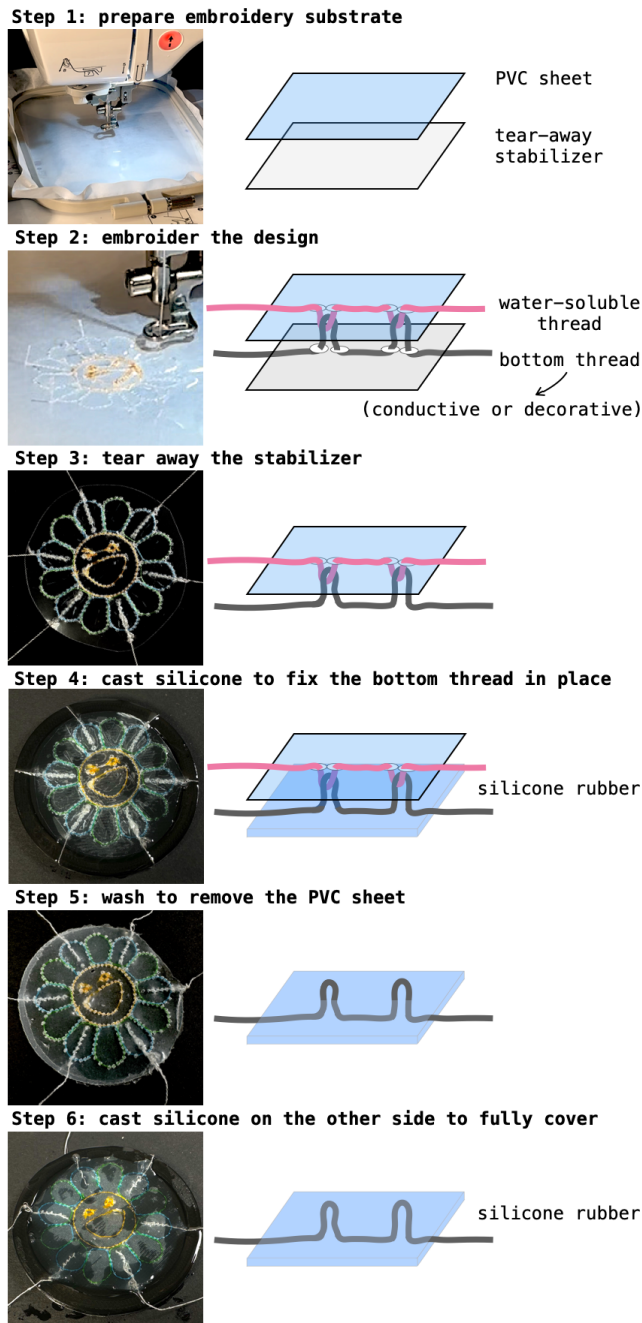 Step 1: prepare embroidery substrate
PVC sheet
tear-away
stabilizer
Step 2: embroider the design
water-soluble
thread
bottom thread
(conductive or decorative)
Step 3: tear away the stabilizer
Step 4: cast silicone to fix the bottom thread in place
silicone rubber
Step 5: wash to remove the PVC sheet
Step 6: cast silicone on the other side to fully cover
silicone rubber